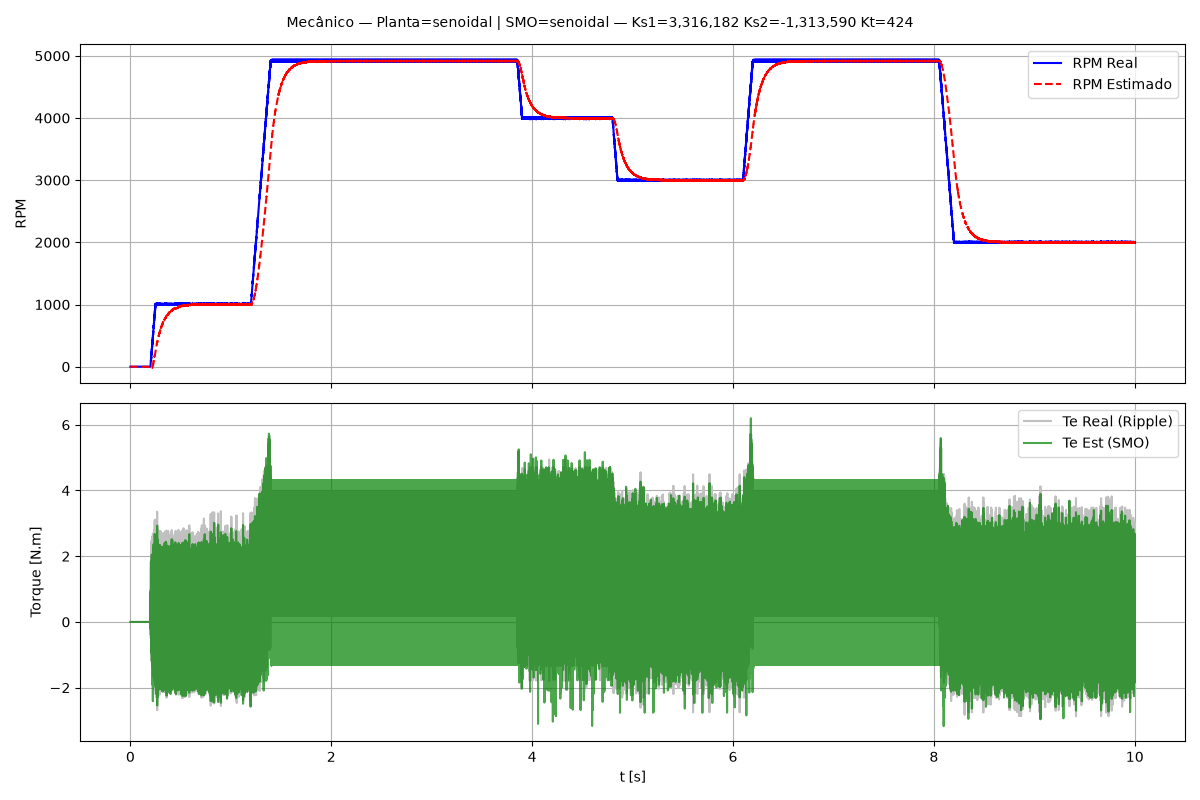 Mecânico — Planta=senoidal | SMO=senoidal — Ks1=3,316,182 Ks2=-1,313,590 Kt=424
5000
4000
3000
2000
1000
0
RPM
RPM Real
RPM Estimado
6
4
2
0
−2
Torque [N.m]
Te Real (Ripple)
Te Est (SMO)
0
2
4
6
8
10
t [s]